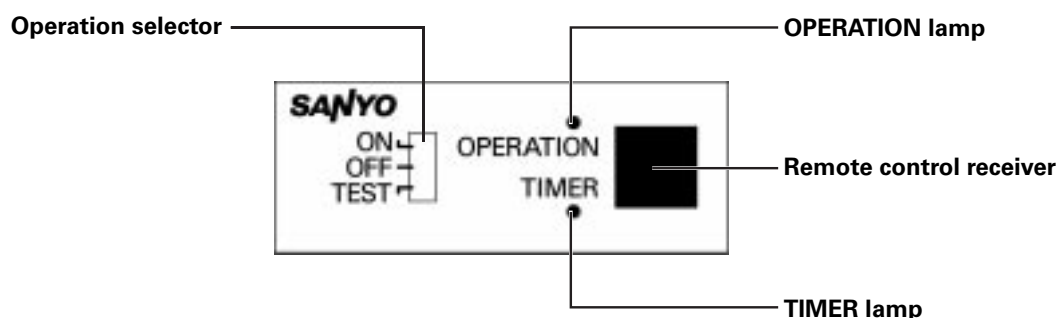 Operation selector
OPERATION lamp
SANYO
ON
OFF
TEST
OPERATION
TIMER
Remote control receiver
TIMER lamp